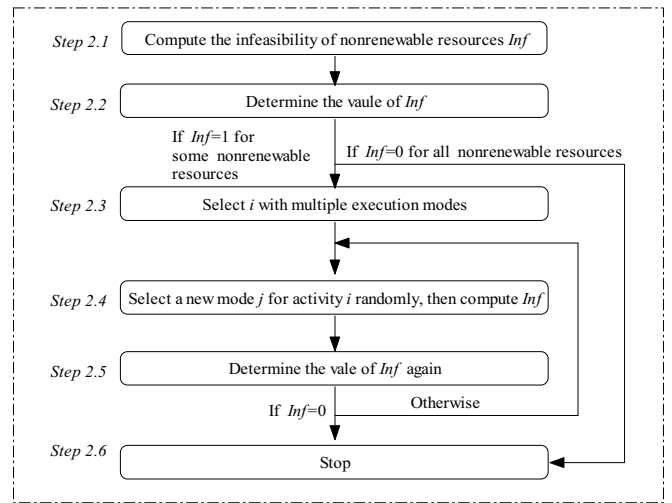 Step 2.1
Compute the infeasibility of nonrenewable resources Inf
Step 2.2
Determine the vaule of Inf
If Inf=1 for
some nonrenewable
resources
If Inf=0 for all nonrenewable resources
Step 2.3
Select i with multiple execution modes
Step 2.4
Select a new mode j for activity i randomly, then compute Inf
Step 2.5
Determine the vale of Inf again
If Inf=0
Otherwise
Step 2.6
Stop